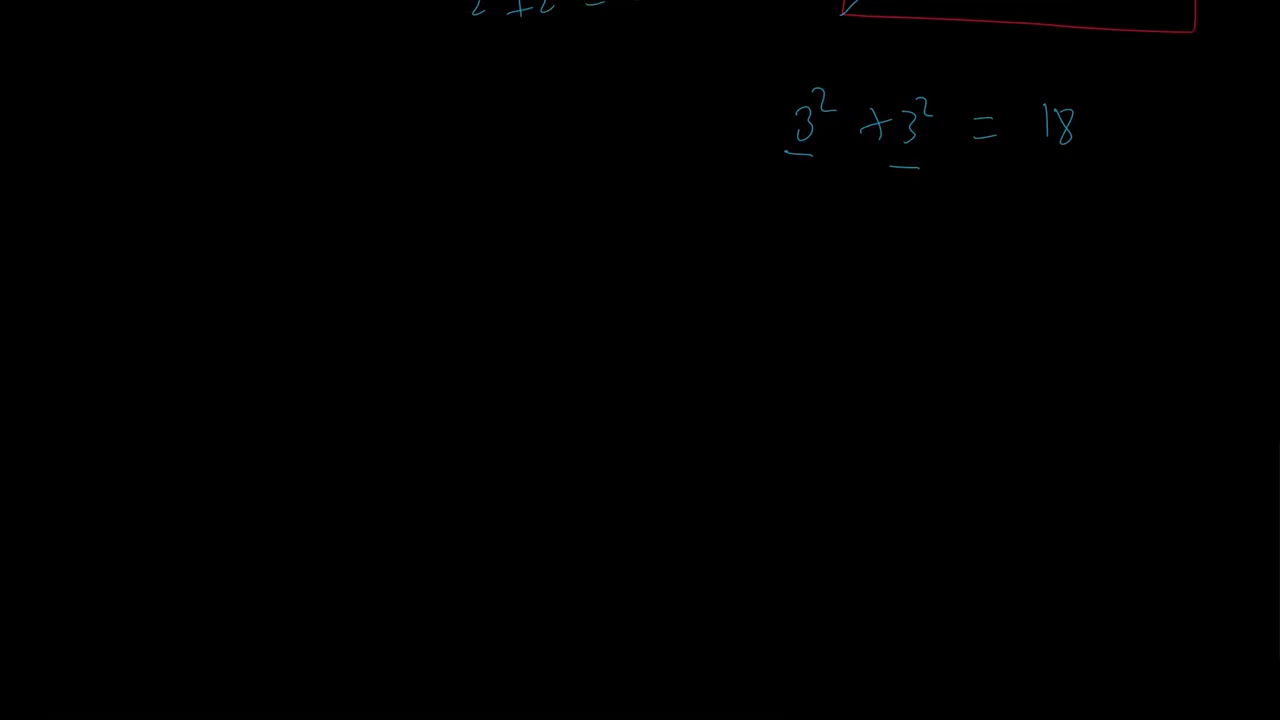 3² + 3² = 18